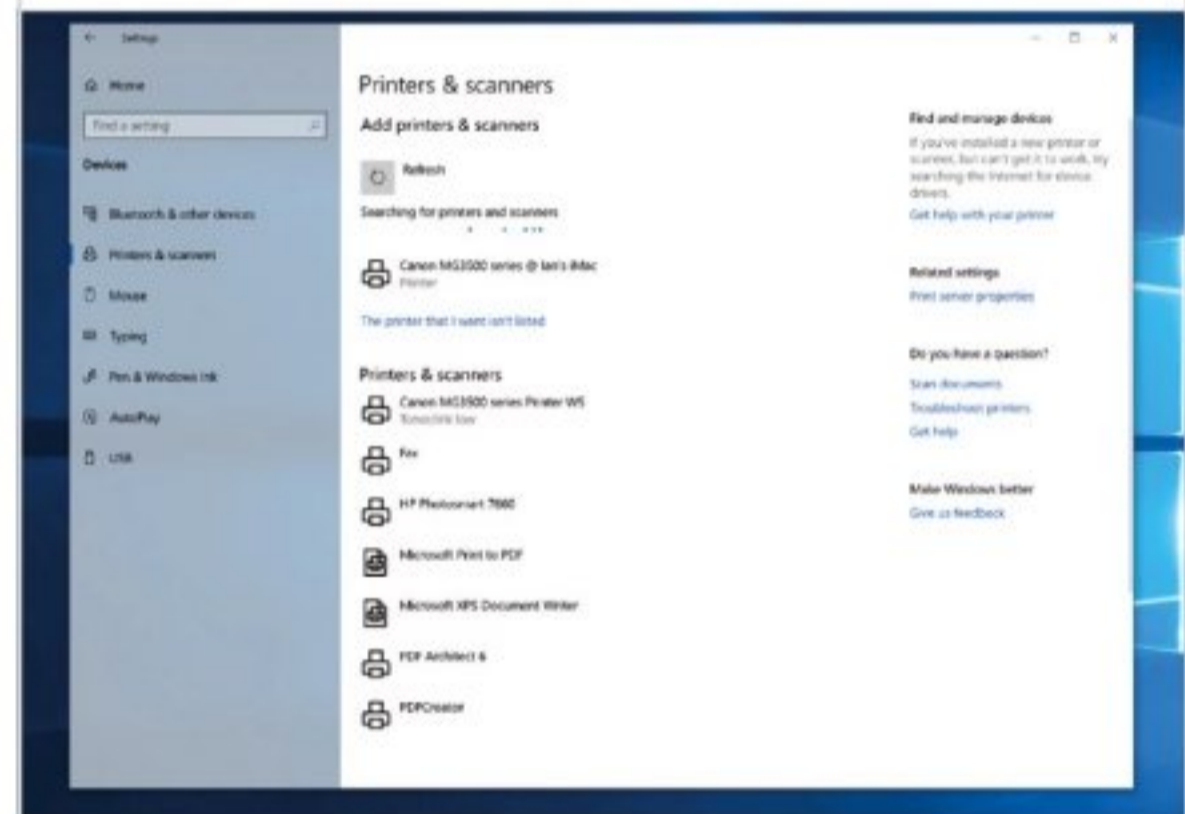 Settings
Home
Find a setting
Devices
Bluetooth & other devices
Printers & scanners
Mouse
Typing
Pen & Windows Ink
AutoPlay
USB
Printers & scanners
Add printers & scanners
Refresh
Searching for printers and scanners
Canon MG3500 series @ Ian's iMac
Printer
The printer that I want isn't listed
Printers & scanners
Canon MG3500 series Printer WS
Toner/ink low
Fax
HP Photosmart 7660
Microsoft Print to PDF
Microsoft XPS Document Writer
PDF Architect 6
PDFCreator
Find and manage devices
If you've installed a new printer or
scanner, but can't get it to work, try
searching the Internet for device
drivers.
Get help with your printer
Related settings
Print server properties
Do you have a question?
Scan documents
Troubleshoot printers
Get help
Make Windows better
Give us feedback